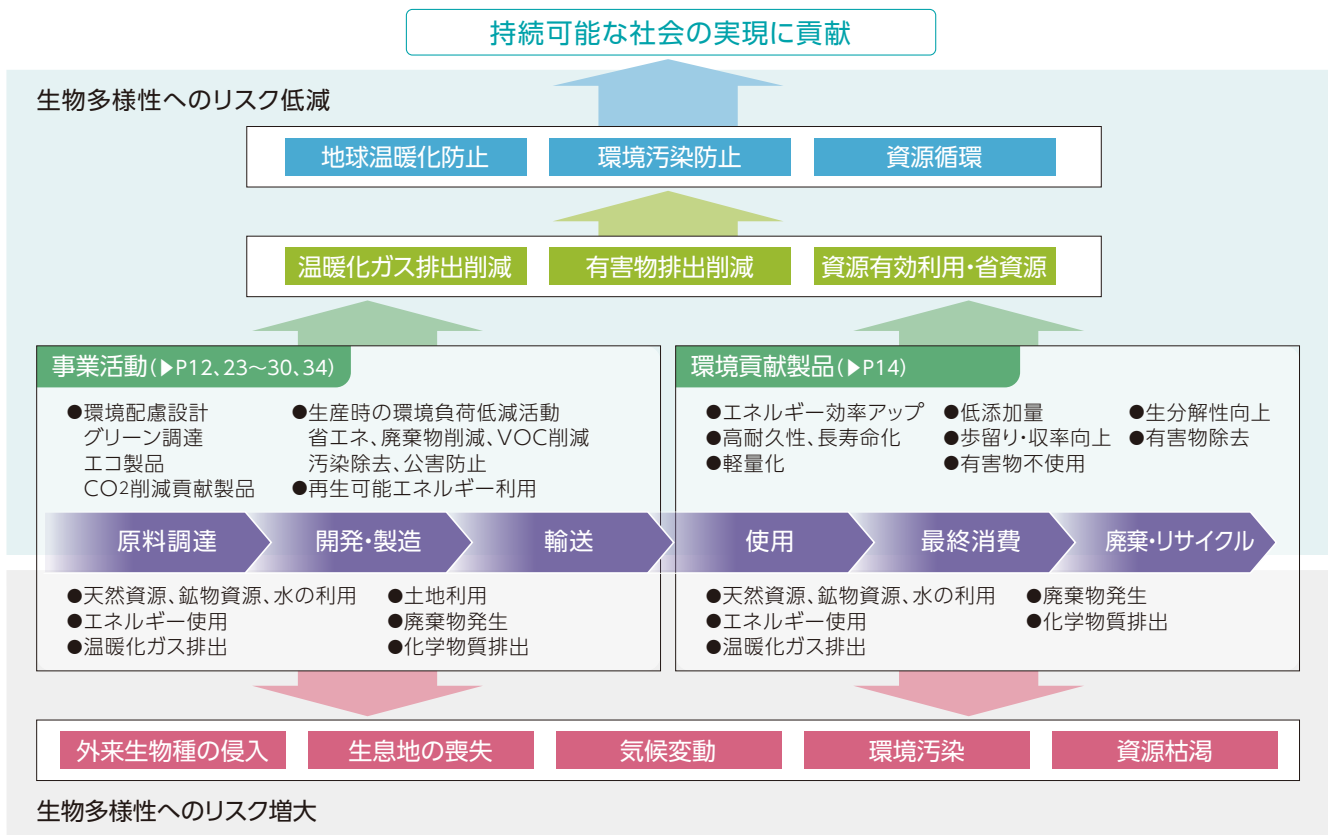 持続可能な社会の実現に貢献
生物多様性へのリスク低減
地球温暖化防止
環境汚染防止
資源循環
温暖化ガス排出削減
有害物排出削減
資源有効利用・省資源
事業活動(▶P12、23〜30、34)
●環境配慮設計
グリーン調達
エコ製品
CO2削減貢献製品
●生産時の環境負荷低減活動
省エネ、廃棄物削減、VOC削減
汚染除去、公害防止
●再生可能エネルギー利用
環境貢献製品(▶P14)
●エネルギー効率アップ
●高耐久性、長寿命化
●軽量化
●低添加量
●歩留り・収率向上
●有害物不使用
●生分解性向上
●有害物除去
原料調達
開発・製造
輸送
使用
最終消費
廃棄・リサイクル
●天然資源、鉱物資源、水の利用
●エネルギー使用
●温暖化ガス排出
●土地利用
●廃棄物発生
●化学物質排出
●天然資源、鉱物資源、水の利用
●エネルギー使用
●温暖化ガス排出
●廃棄物発生
●化学物質排出
外来生物種の侵入
生息地の喪失
気候変動
環境汚染
資源枯渇
生物多様性へのリスク増大